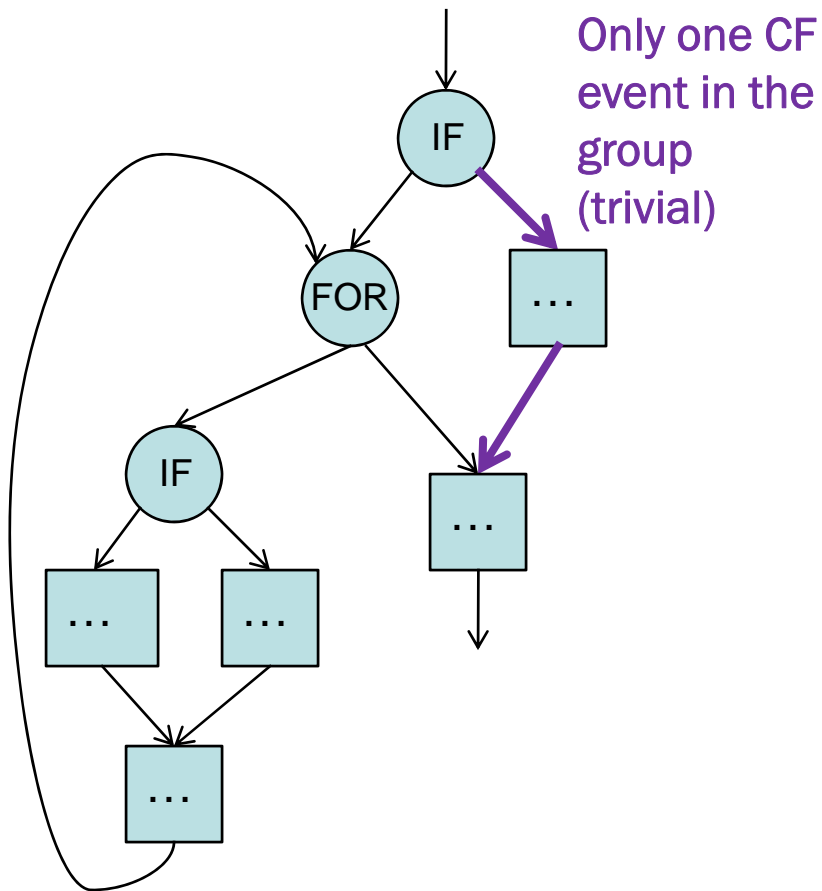 Only one CF
event in the
group
(trivial)
IF
FOR
...
IF
...
...
...
...